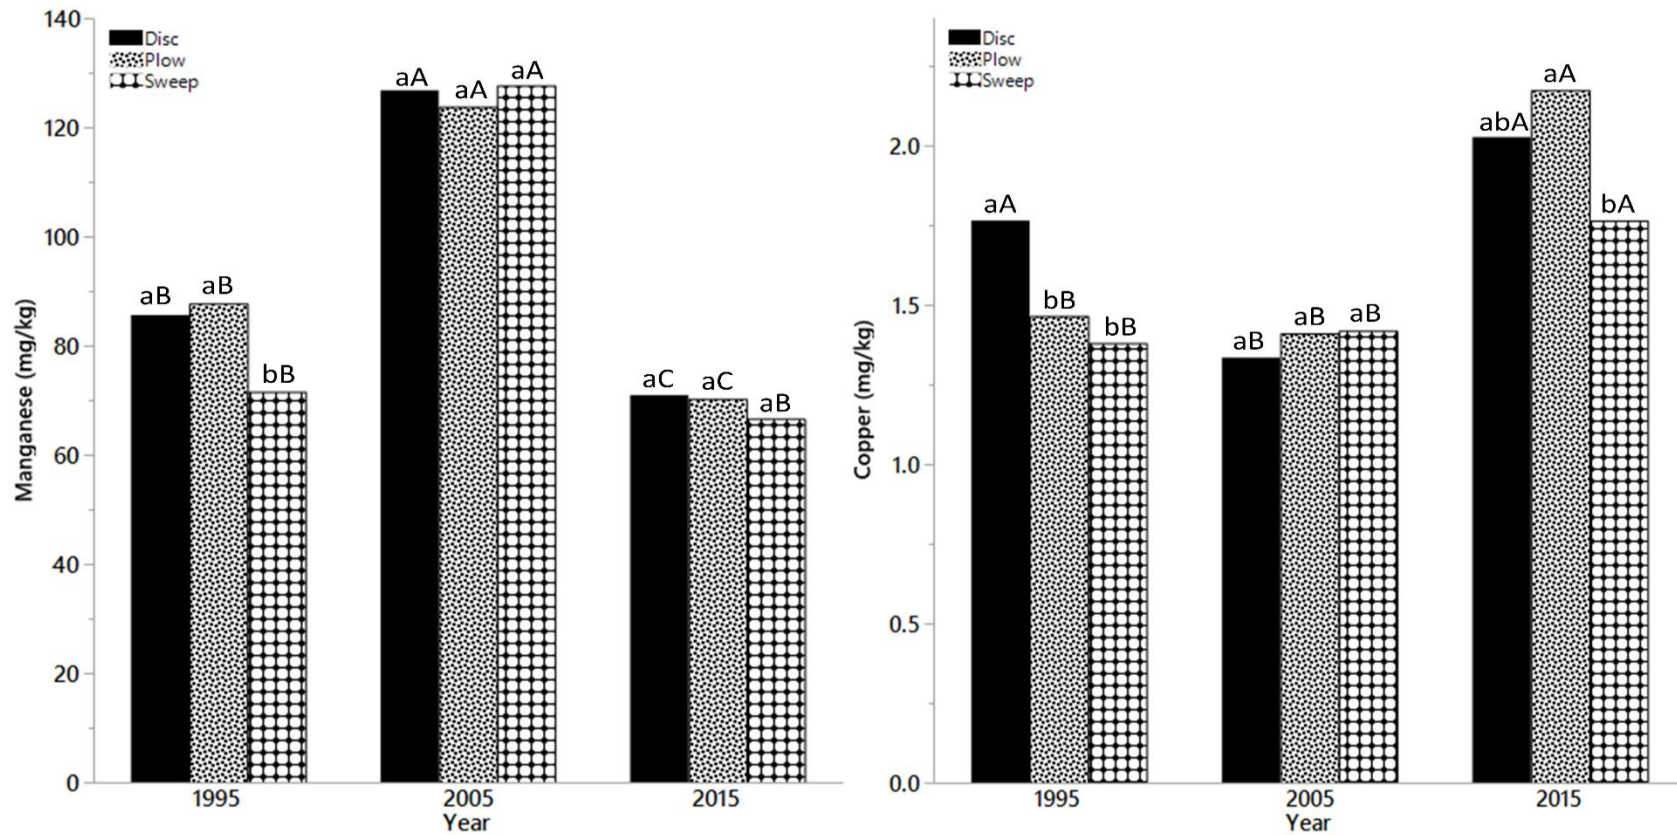 140
120
100
80
60
40
20
0
Manganese (mg/kg)
Disc
Plow
Sweep
aB
aB
bB
aA
aA
aA
aC
aC
aB
1995
2005
2015
Year
2.0
1.5
1.0
0.5
0.0
Copper (mg/kg)
Disc
Plow
Sweep
aA
bB
bB
aB
aB
aB
abA
aA
bA
1995
2005
2015
Year